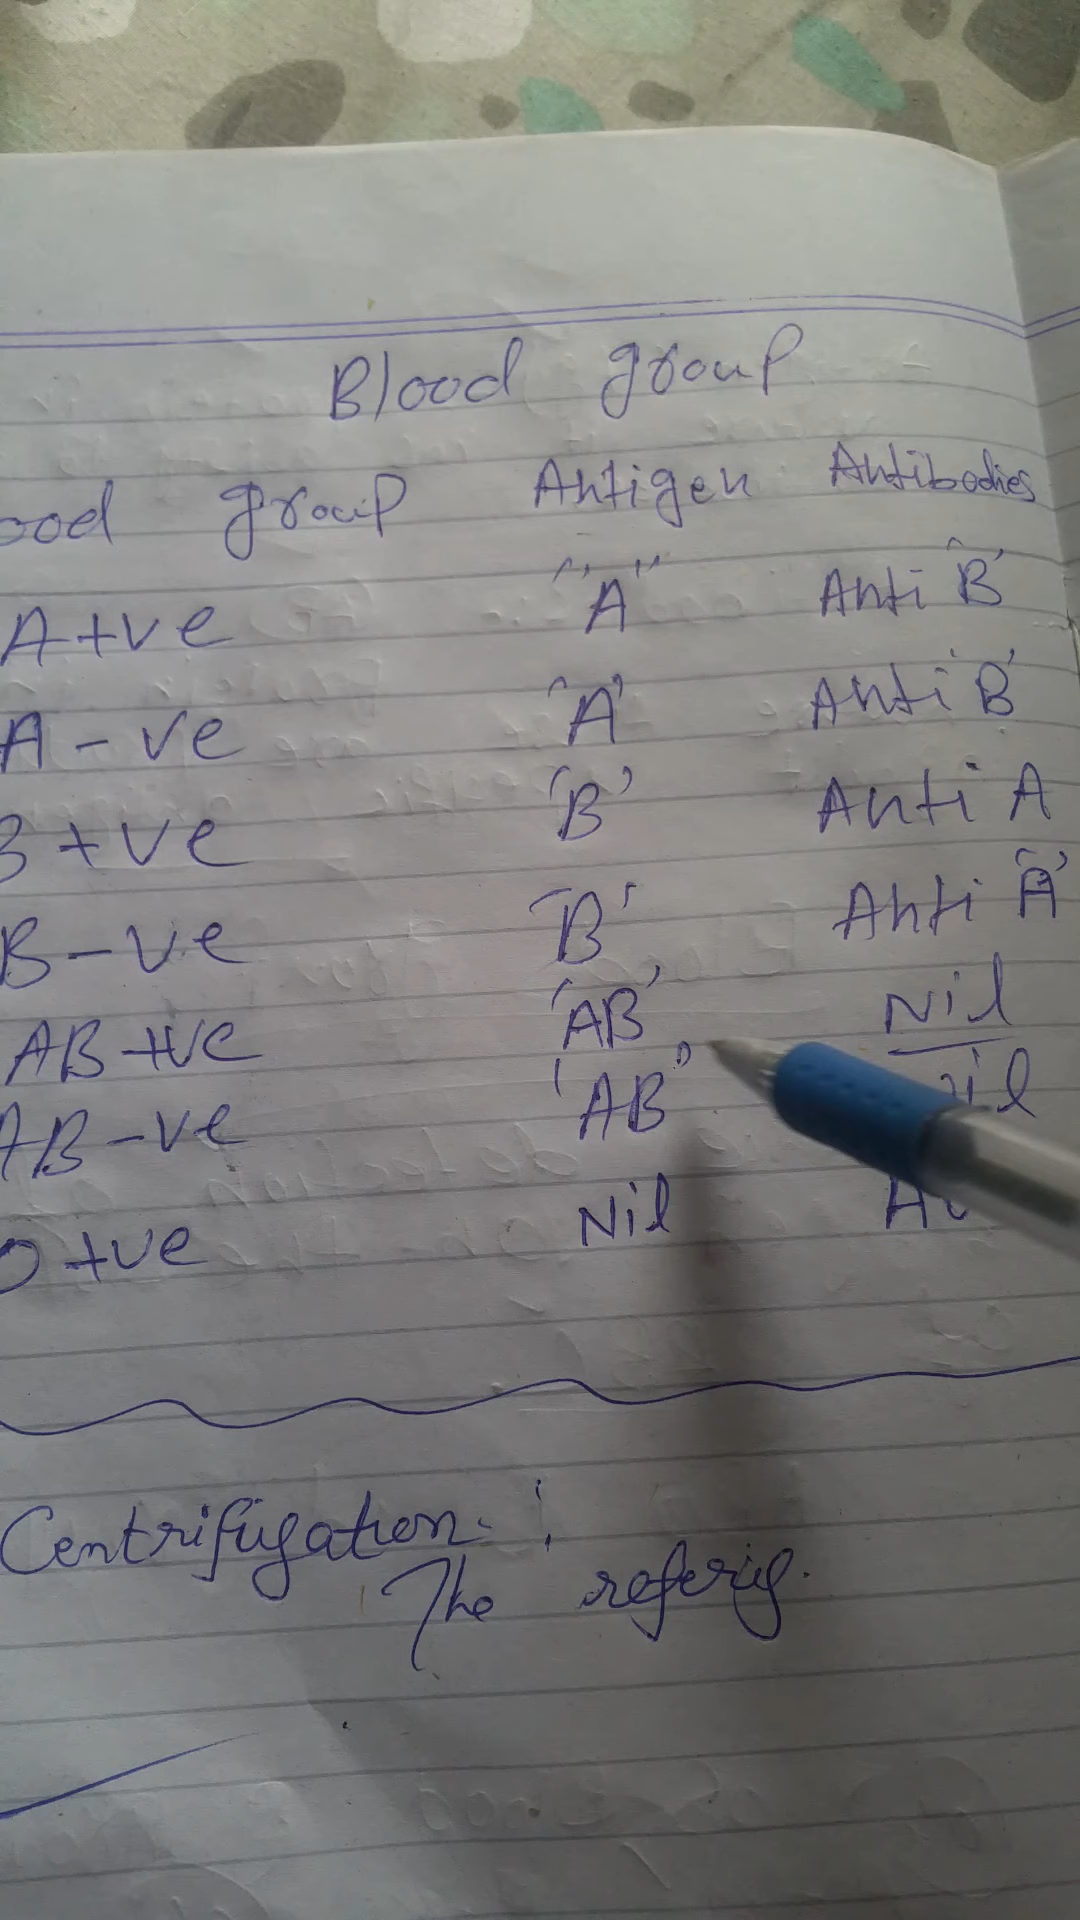 Blood group
ood group Antigen Antibodies
A+ve "A" Anti 'B'
A-ve 'A' Anti 'B'
B+ve 'B' Anti A
B-ve 'B' Anti 'A'
AB+ve 'AB' Nil
AB-ve 'AB'
O+ve Nil
Centrifugation:
The